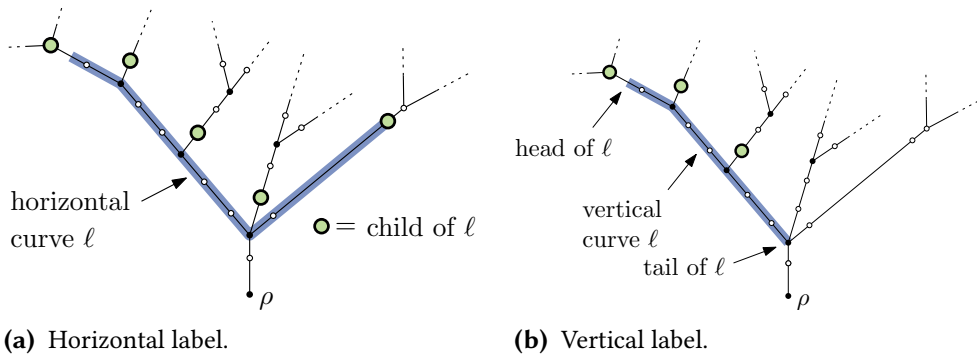 horizontal
curve ℓ
= child of ℓ
ρ
(a) Horizontal label.
head of ℓ
vertical
curve ℓ
tail of ℓ
ρ
(b) Vertical label.